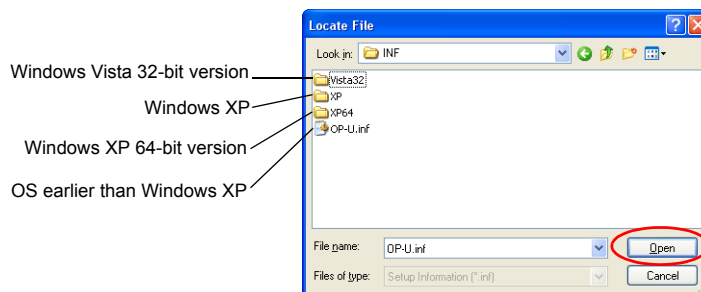 Locate File
Look in: INF
Windows Vista 32-bit version
Windows XP
Windows XP 64-bit version
OS earlier than Windows XP
Vista32
XP
XP64
OP-U.inf
File name: OP-U.inf
Open
Files of type: Setup Information (*.inf)
Cancel